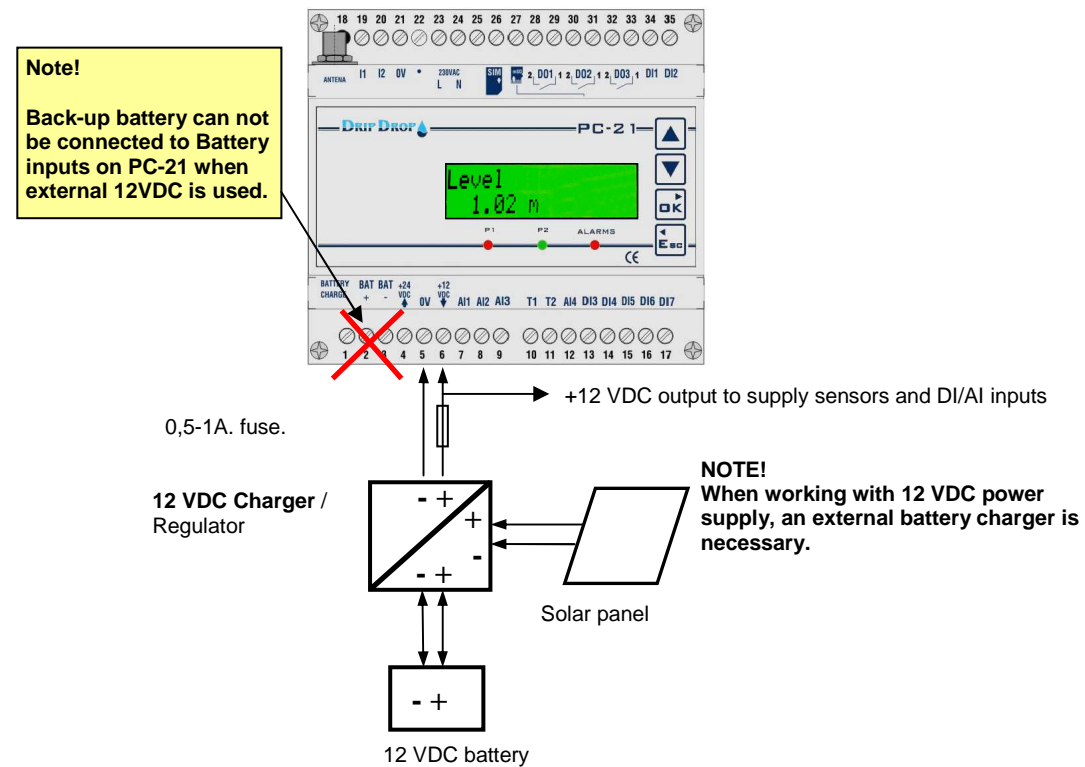 18 19 20 21 22 23 24 25 26 27 28 29 30 31 32 33 34 35
Note!
Back-up battery can not
be connected to Battery
inputs on PC-21 when
external 12VDC is used.
ANTENA I1 I2 0V • 230VAC L N SIM 2 DO1 1 2 DO2 1 2 DO3 1 DI1 DI2
DRIP DROP PC-21
Level
1.02 m
OK
P1 P2 ALARMS
Esc
CE
BATTERY CHARGE BAT + BAT - +24 VDC 0V +12 VDC AI1 AI2 AI3 T1 T2 AI4 DI3 DI4 DI5 DI6 DI7
1 2 3 4 5 6 7 8 9 10 11 12 13 14 15 16 17
+12 VDC output to supply sensors and DI/AI inputs
0,5-1A. fuse.
12 VDC Charger /
Regulator
- +
+
-
- +
NOTE!
When working with 12 VDC power
supply, an external battery charger is
necessary.
Solar panel
- +
12 VDC battery